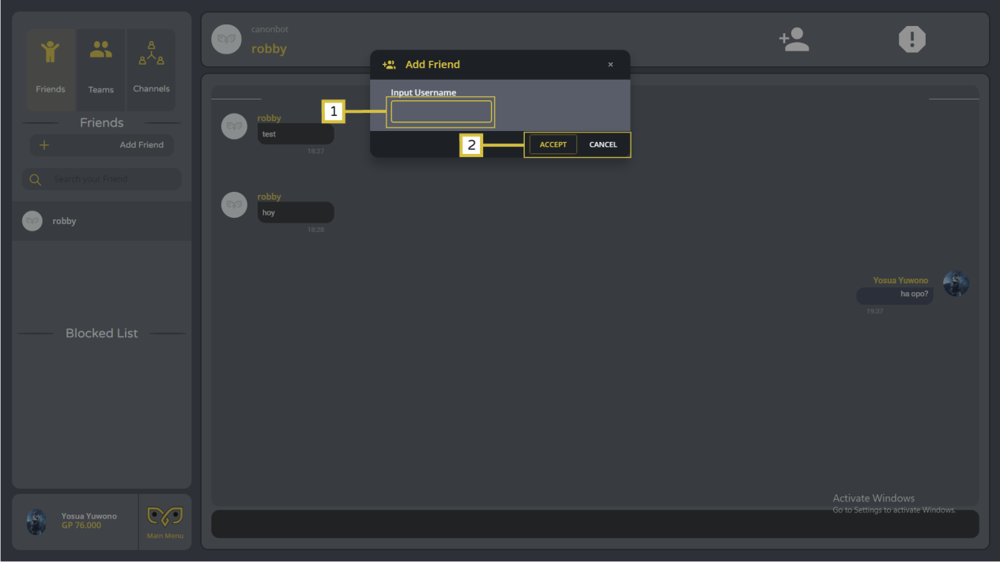 Friends
Teams
Channels
Friends
+ Add Friend
Search your Friend
robby
Blocked List
Yosua Yuwono
GP 76.000
Main Menu
canonbot
robby
Add Friend ×
Input Username
1
2
ACCEPT CANCEL
robby
test
18:27
robby
hoy
18:28
Yosua Yuwono
ha opo?
19:37
Activate Windows
Go to Settings to activate Windows.